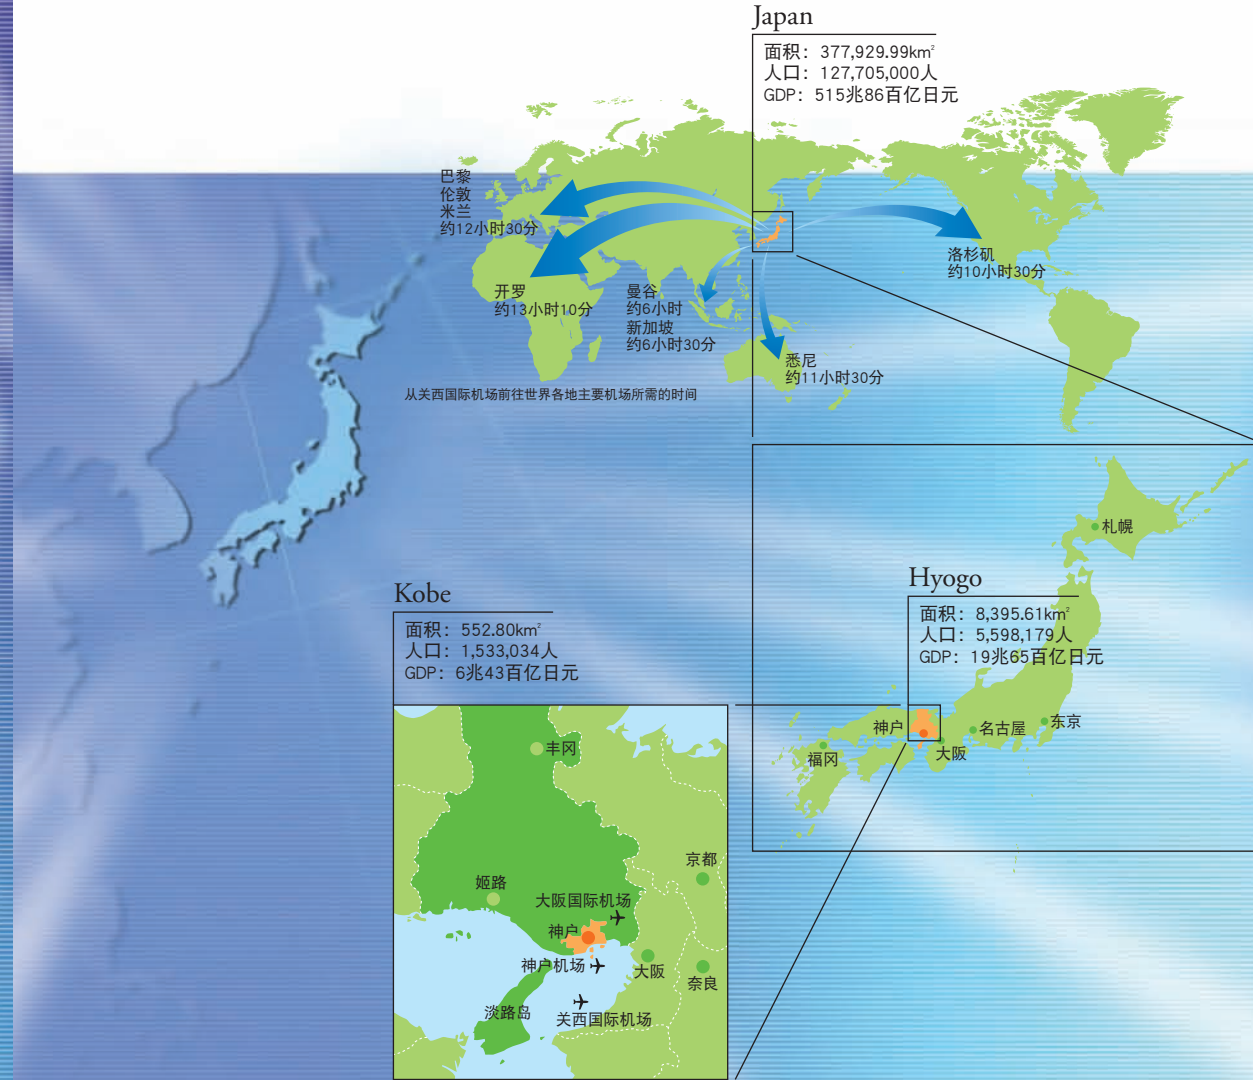 Japan
面积：377,929.99km²
人口：127,705,000人
GDP：515兆86百亿日元
巴黎
伦敦
米兰
约12小时30分
开罗
约13小时10分
曼谷
约6小时
新加坡
约6小时30分
悉尼
约11小时30分
洛杉矶
约10小时30分
从关西国际机场前往世界各地主要机场所需的时间
Hyogo
面积：8,395.61km²
人口：5,598,179人
GDP：19兆65百亿日元
札幌
东京
名古屋
神户
大阪
福冈
Kobe
面积：552.80km²
人口：1,533,034人
GDP：6兆43百亿日元
丰冈
京都
姬路
大阪国际机场
神户
神户机场
大阪
奈良
淡路岛
关西国际机场